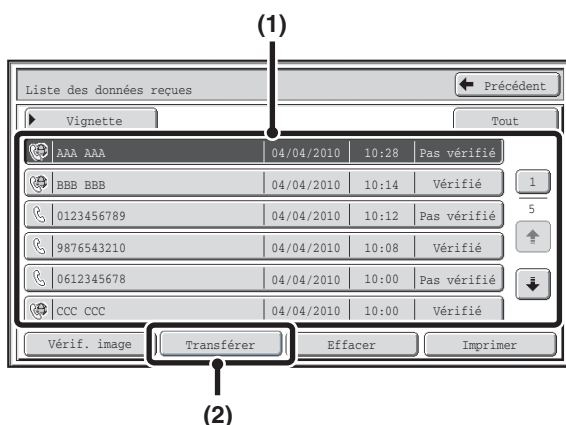 (1)
Liste des données reçues Précédent
Vignette Tout
AAA AAA 04/04/2010 10:28 Pas vérifié
BBB BBB 04/04/2010 10:14 Vérifié 1
0123456789 04/04/2010 10:12 Pas vérifié 5
9876543210 04/04/2010 10:08 Vérifié
0612345678 04/04/2010 10:00 Pas vérifié
CCC CCC 04/04/2010 10:00 Vérifié
Vérif. image Transférer Effacer Imprimer
(2)